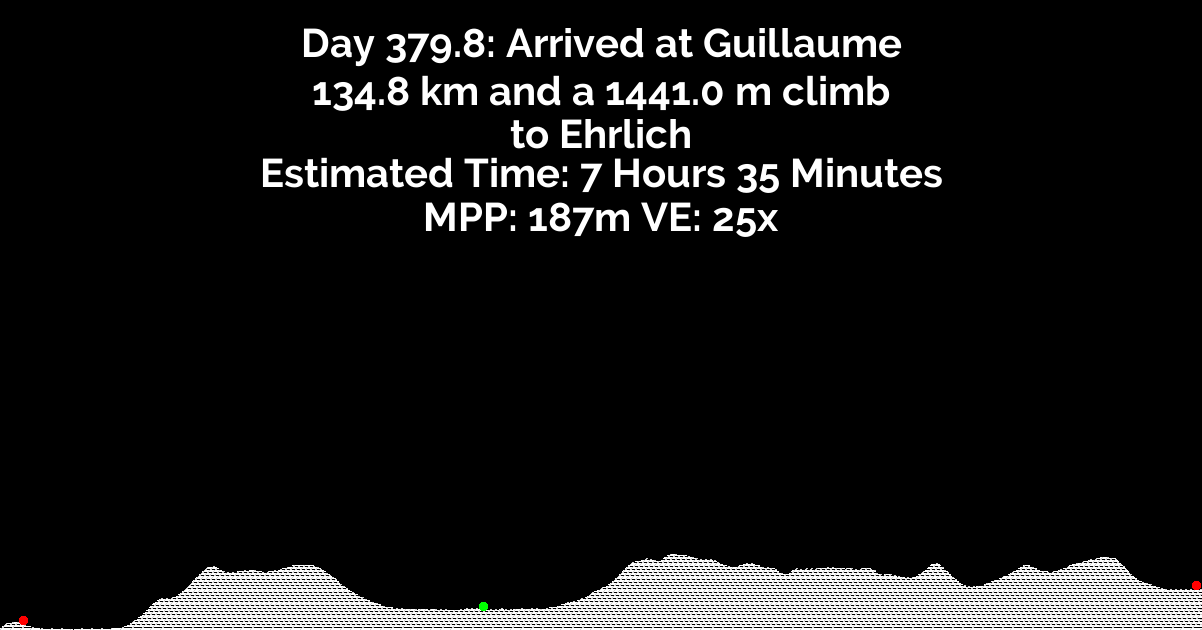 Day 379.8: Arrived at Guillaume
134.8 km and a 1441.0 m climb
to Ehrlich
Estimated Time: 7 Hours 35 Minutes
MPP: 187m VE: 25x